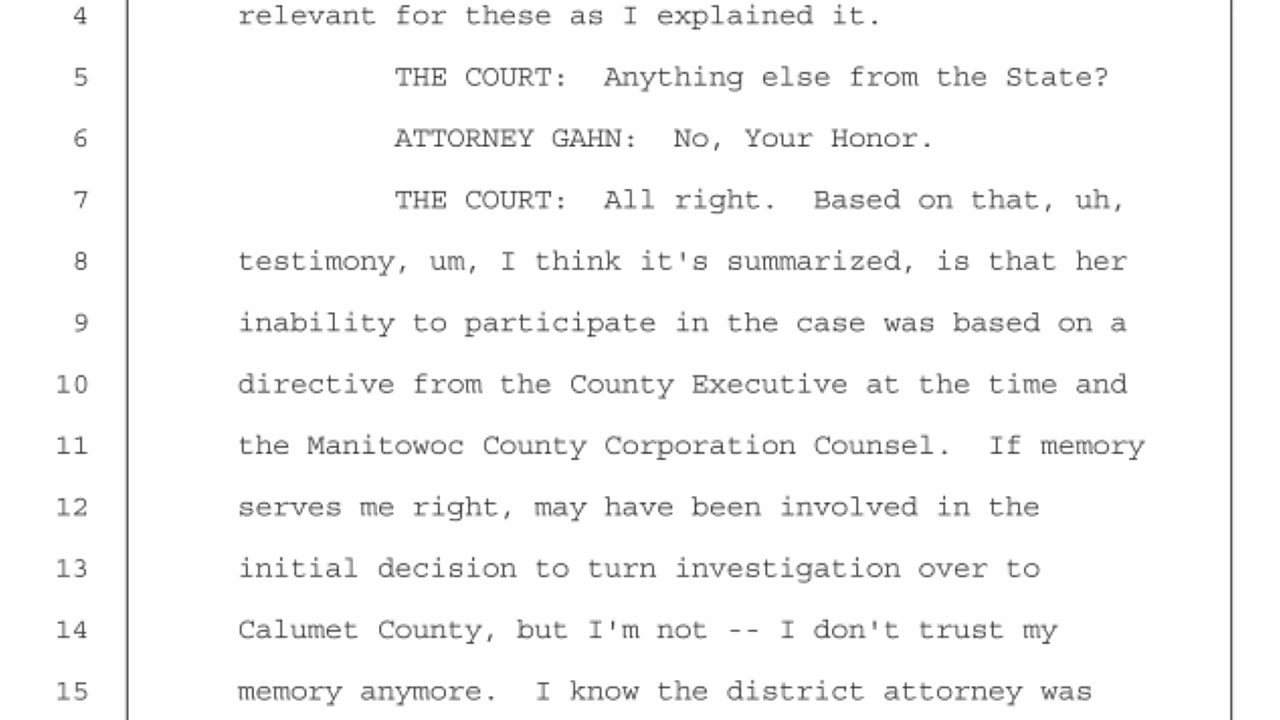 4 relevant for these as I explained it.
5 THE COURT: Anything else from the State?
6 ATTORNEY GAHN: No, Your Honor.
7 THE COURT: All right. Based on that, uh,
8 testimony, um, I think it's summarized, is that her
9 inability to participate in the case was based on a
10 directive from the County Executive at the time and
11 the Manitowoc County Corporation Counsel. If memory
12 serves me right, may have been involved in the
13 initial decision to turn investigation over to
14 Calumet County, but I'm not -- I don't trust my
15 memory anymore. I know the district attorney was